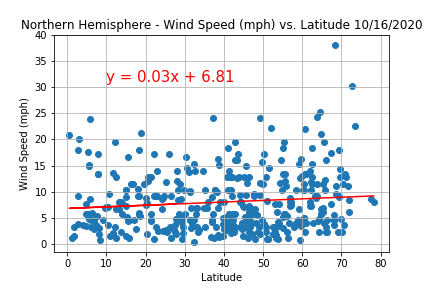 Northern Hemisphere - Wind Speed (mph) vs. Latitude 10/16/2020
y = 0.03x + 6.81
Wind Speed (mph)
40
35
30
25
20
15
10
5
0
0 10 20 30 40 50 60 70 80
Latitude